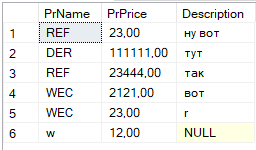 PrName PrPrice Description
1 REF 23,00 ну вот
2 DER 111111,00 тут
3 REF 23444,00 так
4 WEC 2121,00 вот
5 WEC 23,00 r
6 w 12,00 NULL